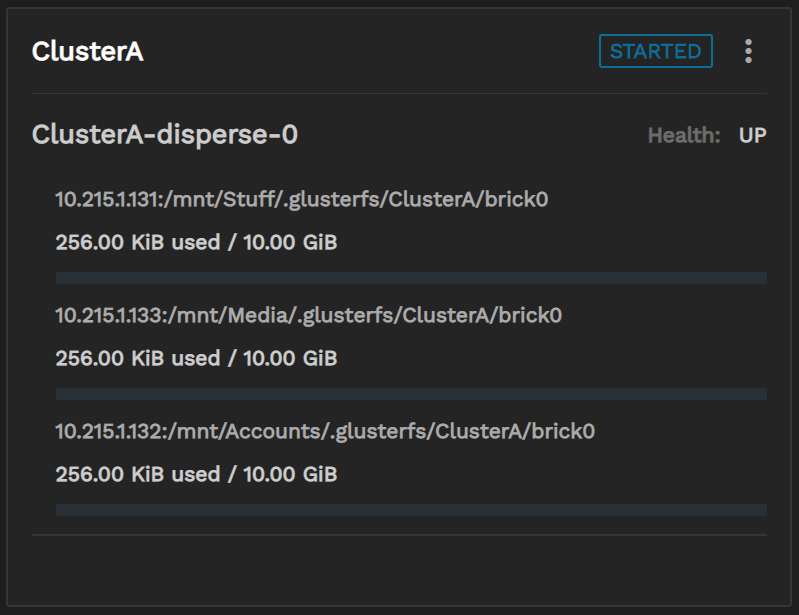 ClusterA
STARTED
ClusterA-disperse-0
Health: UP
10.215.1.131:/mnt/Stuff/.glusterfs/ClusterA/brick0
256.00 KiB used / 10.00 GiB
10.215.1.133:/mnt/Media/.glusterfs/ClusterA/brick0
256.00 KiB used / 10.00 GiB
10.215.1.132:/mnt/Accounts/.glusterfs/ClusterA/brick0
256.00 KiB used / 10.00 GiB